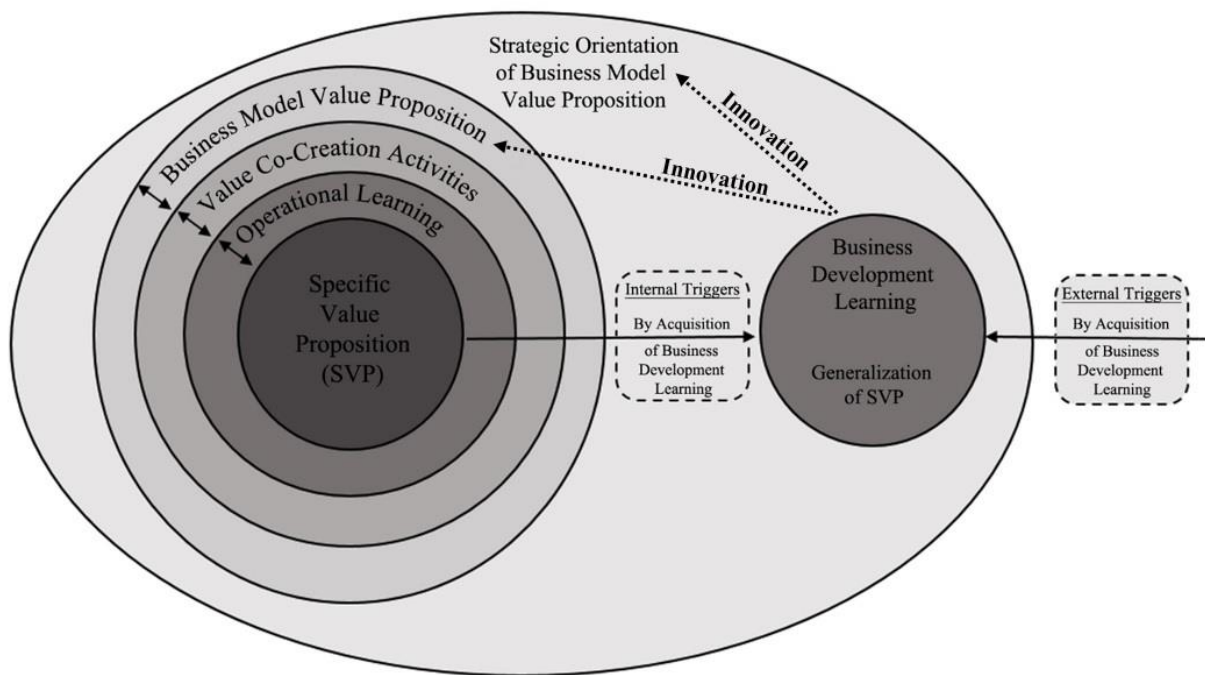 Strategic Orientation
of Business Model
Value Proposition
Innovation
Innovation
Business Model Value Proposition
Value Co-Creation Activities
Operational Learning
Specific
Value
Proposition
(SVP)
Internal Triggers
By Acquisition
of Business
Development
Learning
Business
Development
Learning
Generalization
of SVP
External Triggers
By Acquisition
of Business
Development
Learning